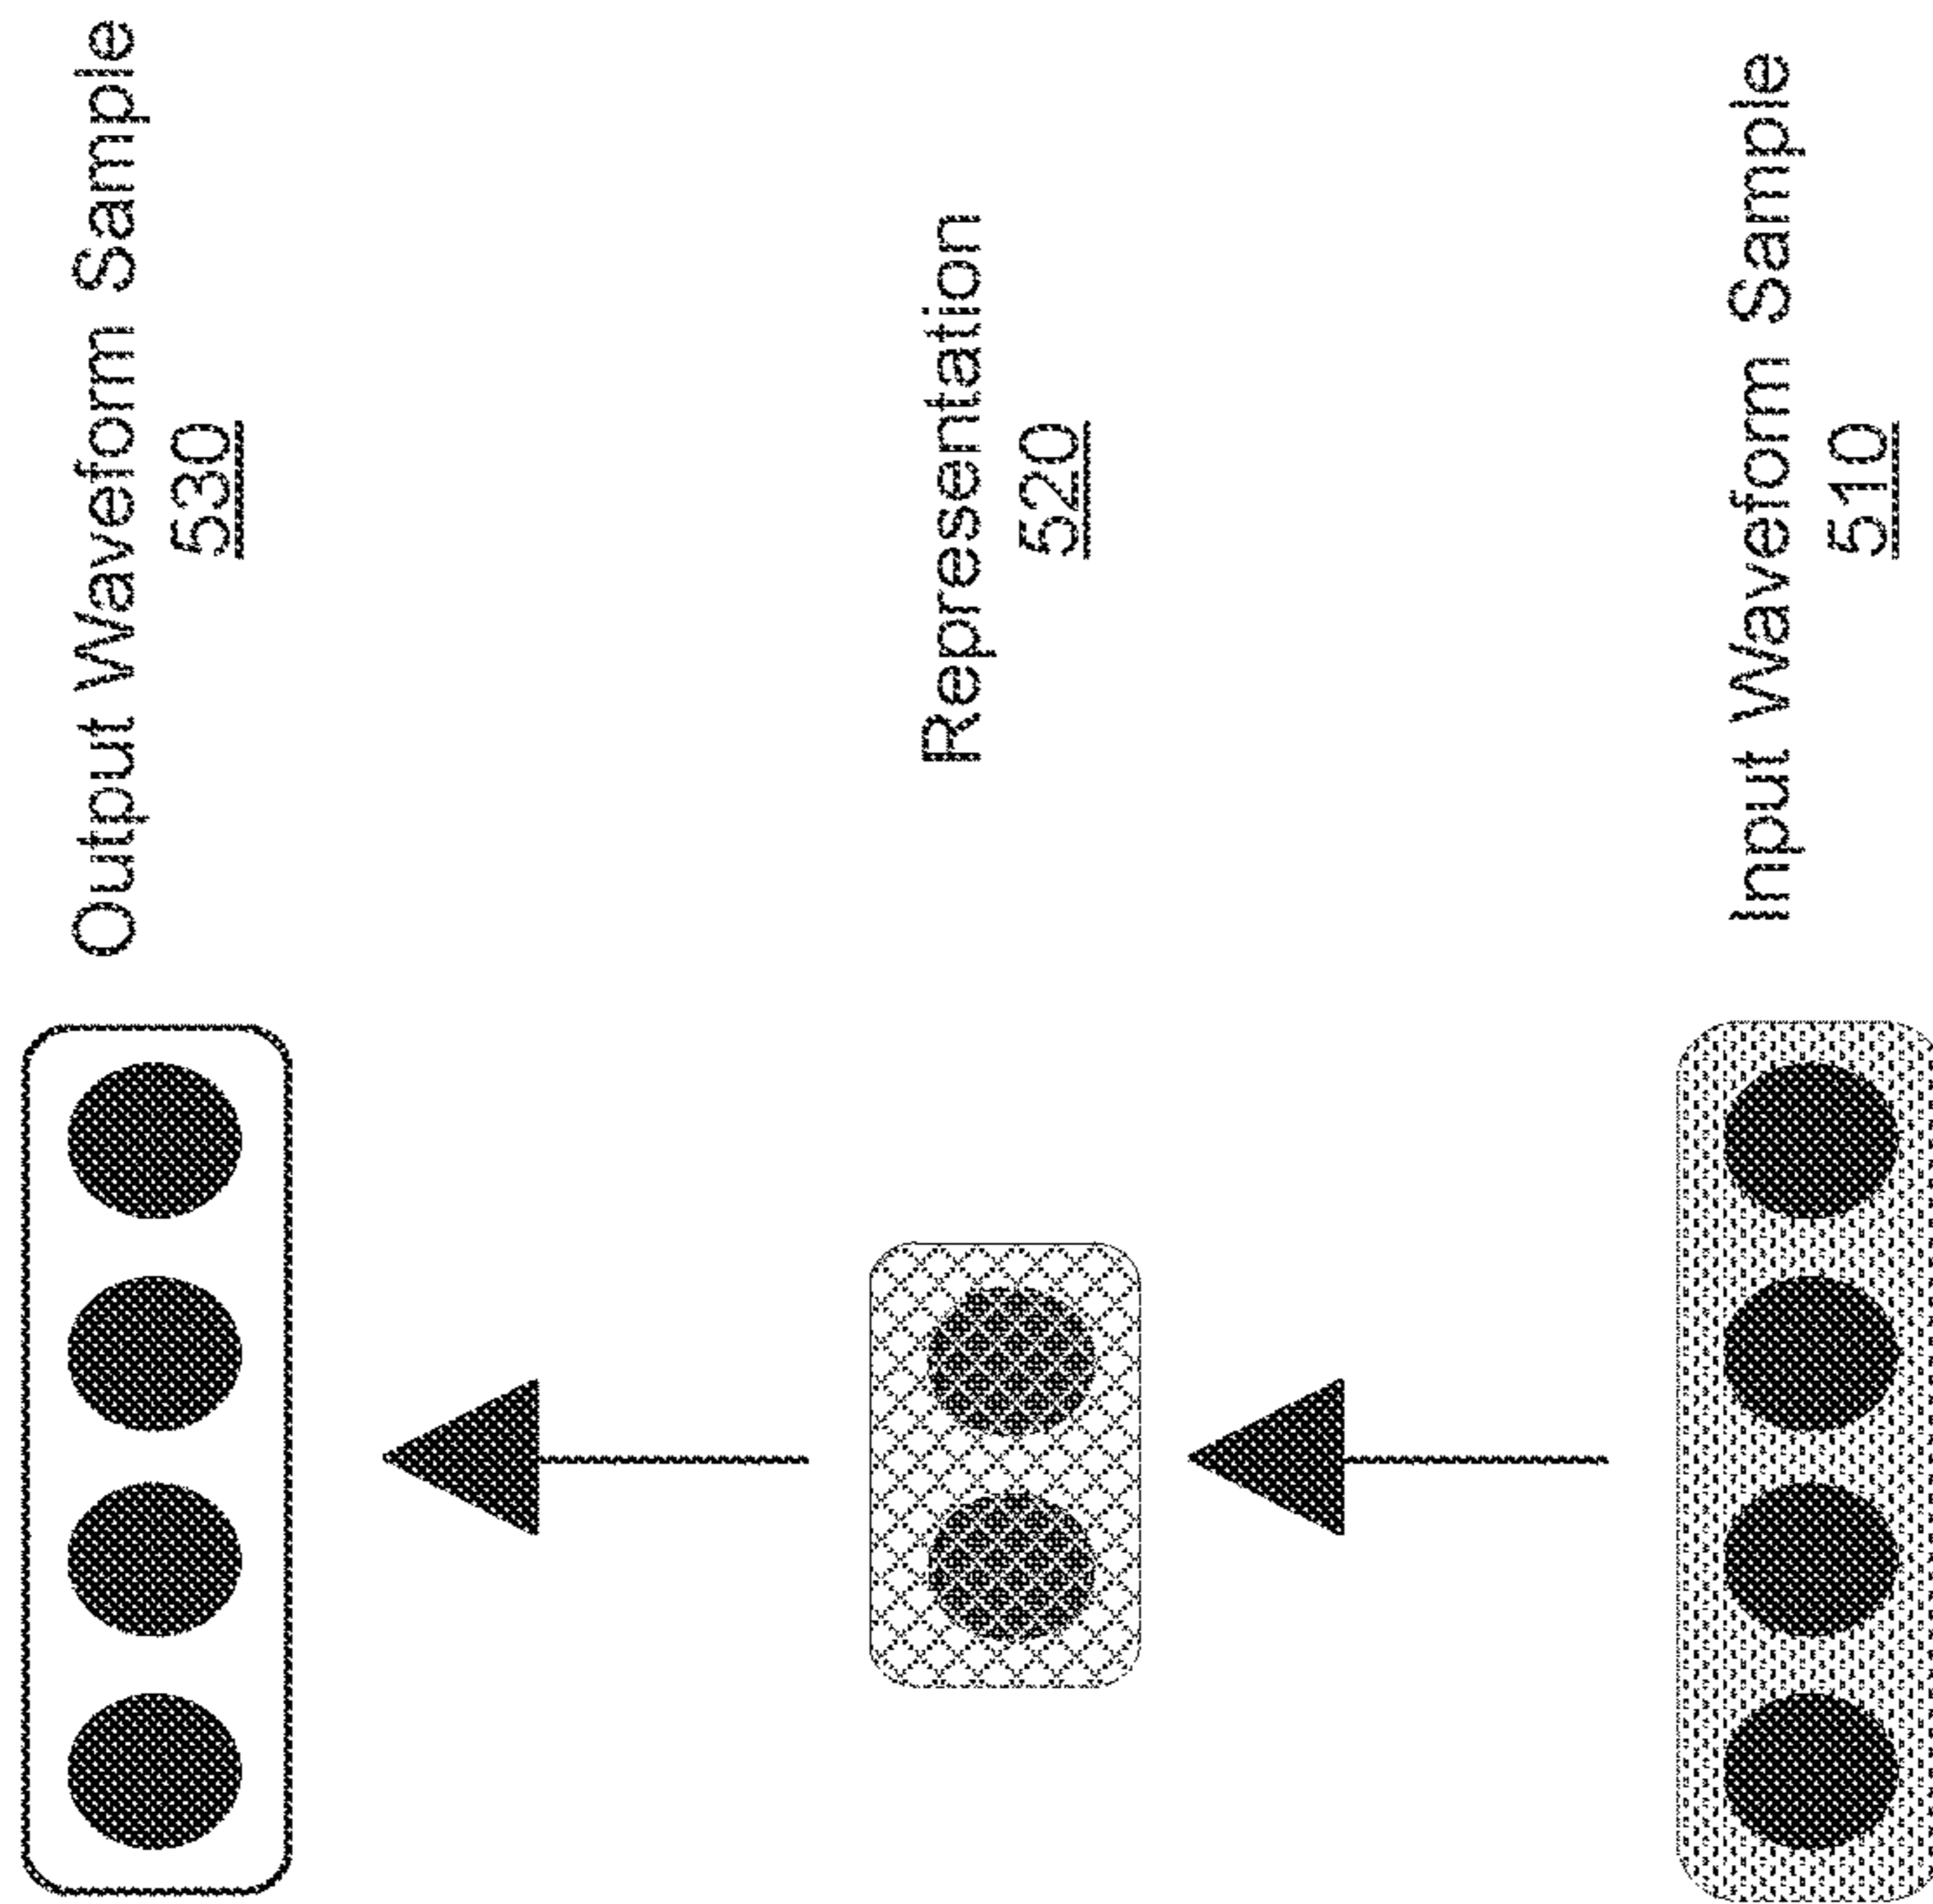 Output Waveform Sample
530
Representation
520
Input Waveform Sample
510